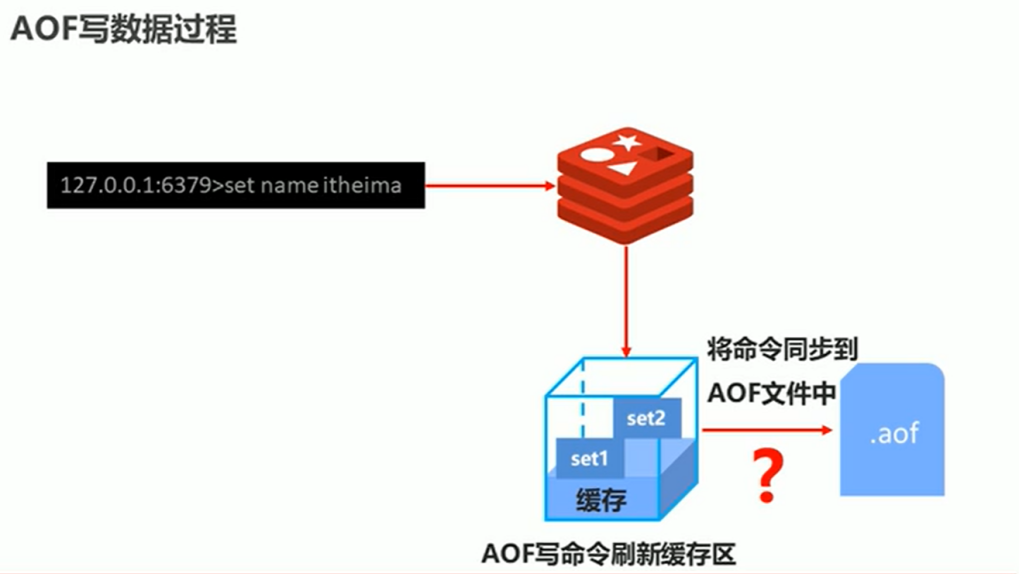 AOF写数据过程
127.0.0.1:6379>set name itheima
将命令同步到
AOF文件中
?
.aof
set2
set1
缓存
AOF写命令刷新缓存区